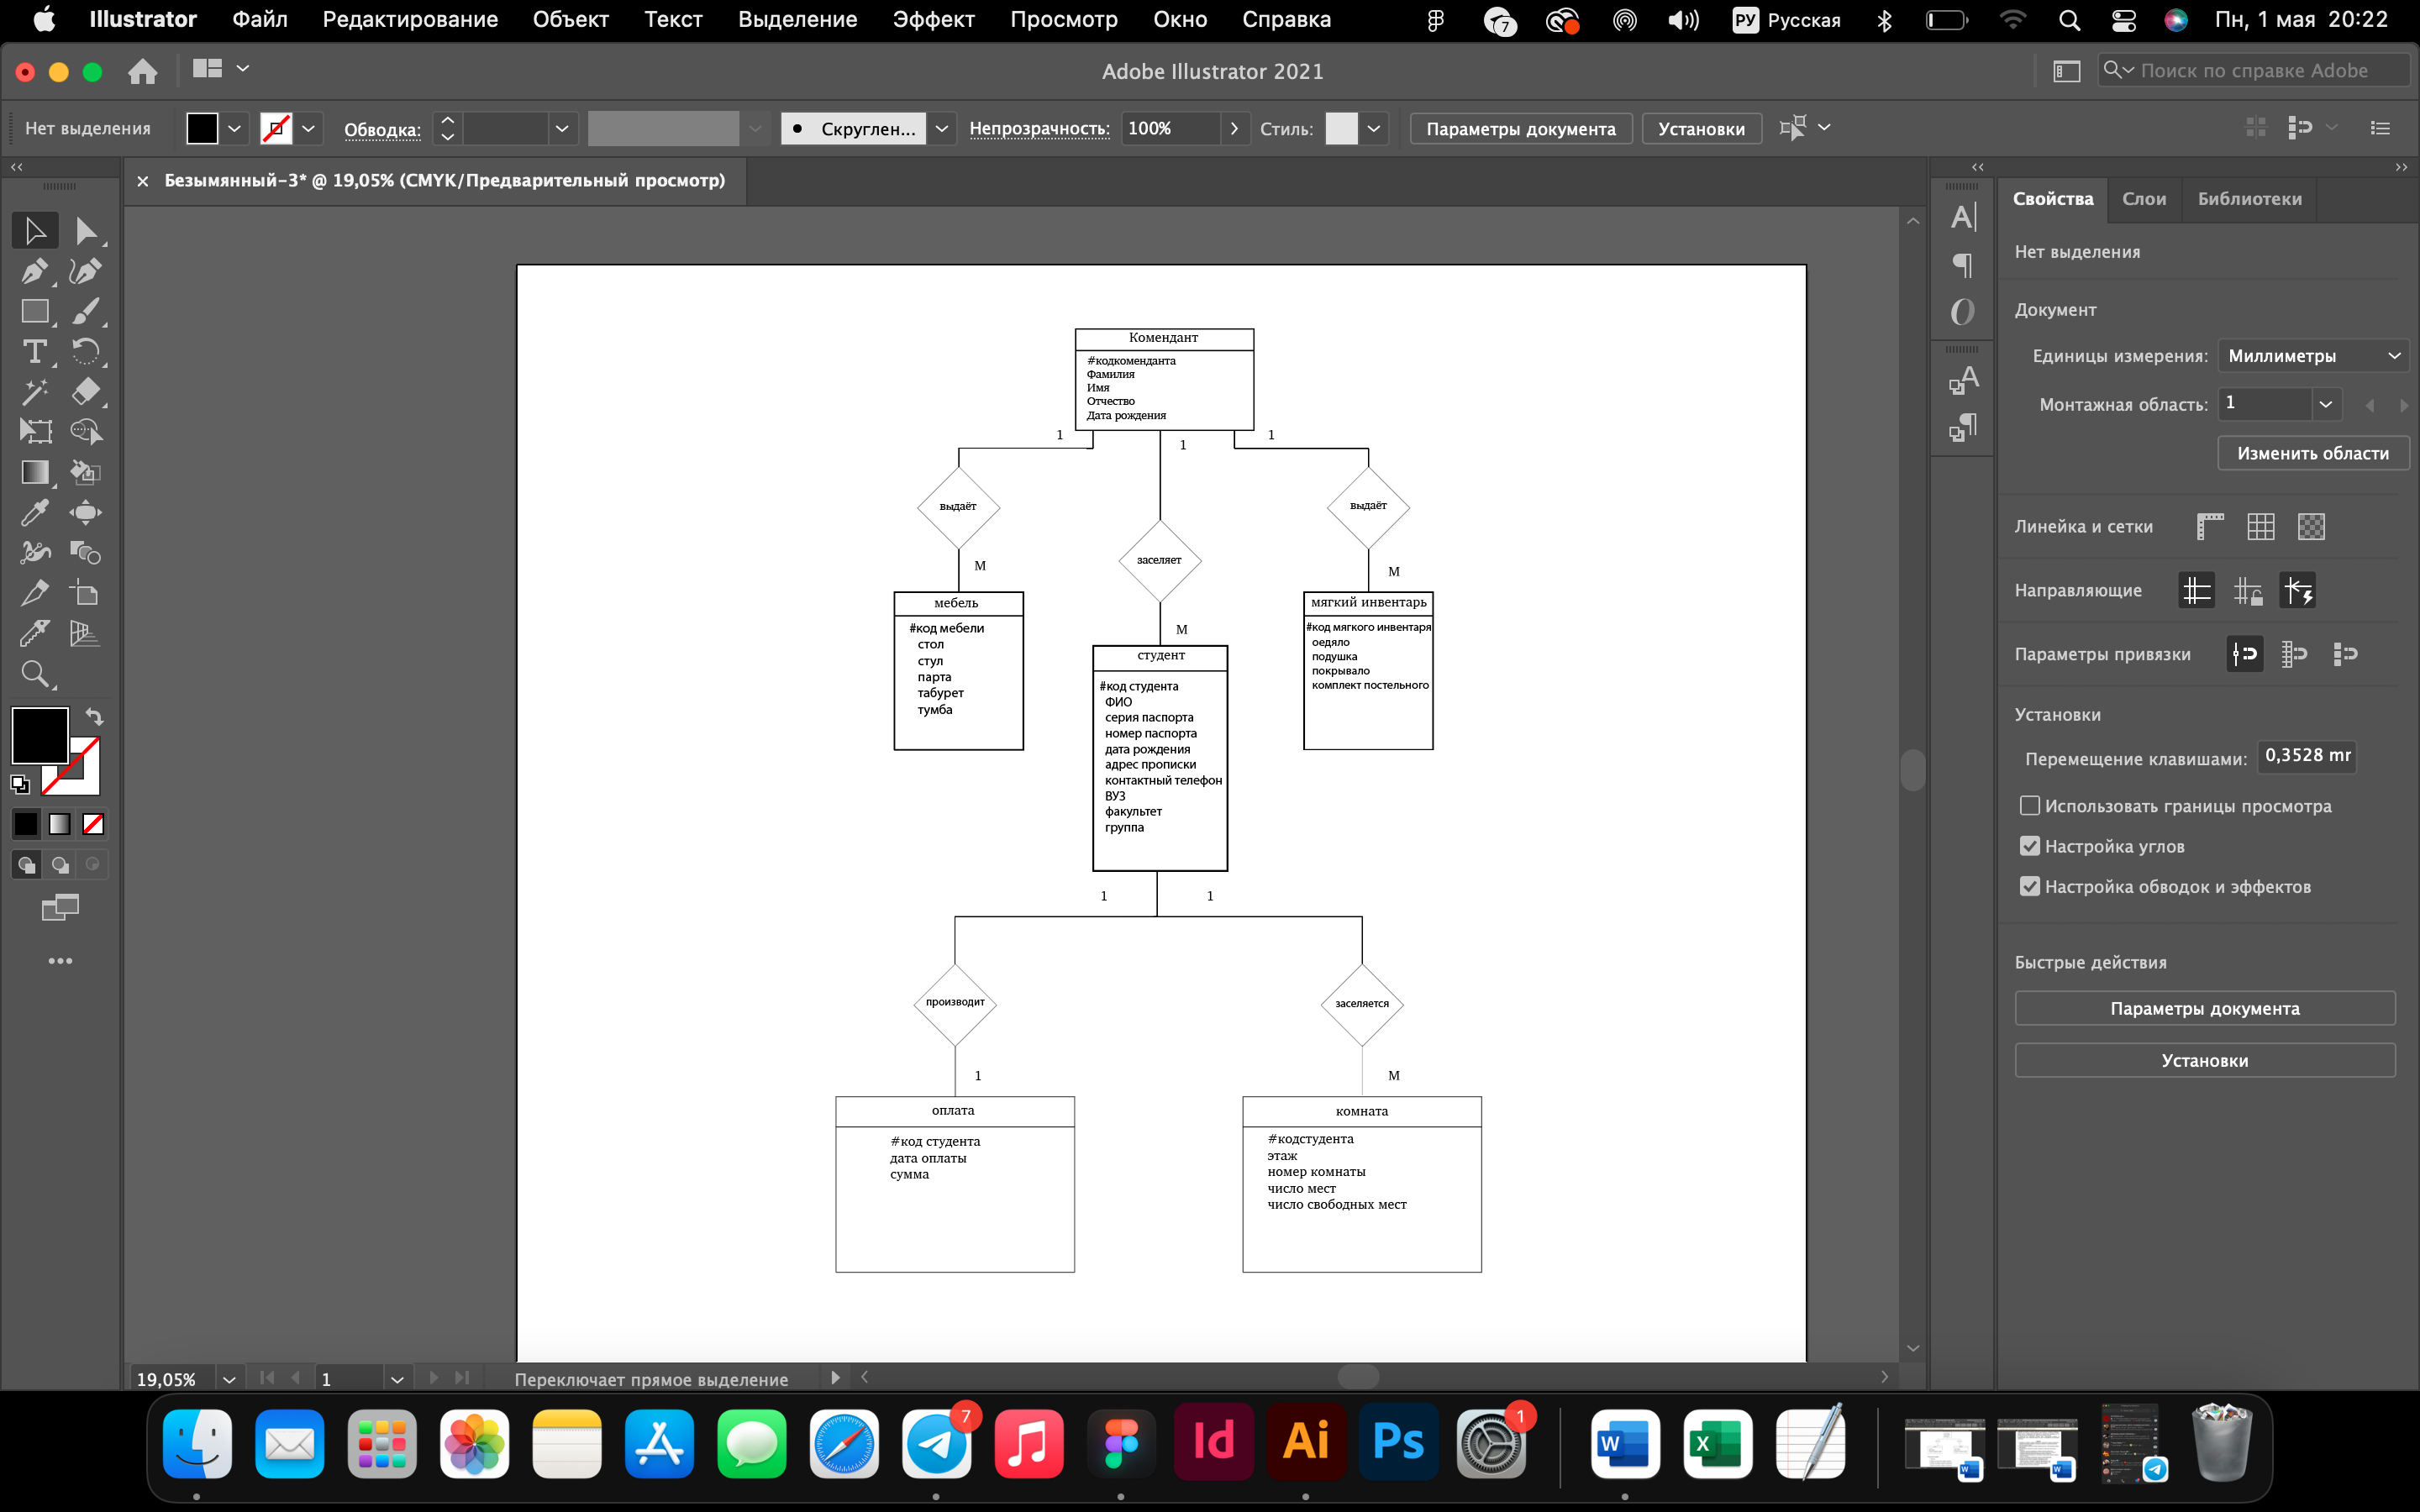 Illustrator Файл Редактирование Объект Текст Выделение Эффект Просмотр Окно Справка 7 РУ Русская Пн, 1 мая 20:22
Adobe Illustrator 2021
Поиск по справке Adobe
Нет выделения Обводка: Скруглен... Непрозрачность: 100% Стиль: Параметры документа Установки
Безымянный-3* @ 19,05% (CMYK/Предварительный просмотр)
Комендант
#кодкоменданта
Фамилия
Имя
Отчество
Дата рождения
1
1
1
выдаёт
заселяет
выдаёт
М
М
М
мебель
#код мебели
стол
стул
парта
табурет
тумба
студент
#код студента
ФИО
серия паспорта
номер паспорта
дата рождения
адрес прописки
контактный телефон
ВУЗ
факультет
группа
мягкий инвентарь
#код мягкого инвентаря
оедяло
подушка
покрывало
комплект постельного
1
1
производит
заселяется
1
М
оплата
#код студента
дата оплаты
сумма
комната
#кодстудента
этаж
номер комнаты
число мест
число свободных мест
Свойства Слои Библиотеки
Нет выделения
Документ
Единицы измерения: Миллиметры
Монтажная область: 1
Изменить области
Линейка и сетки
Направляющие
Параметры привязки
Установки
Перемещение клавишами: 0,3528 mr
Использовать границы просмотра
Настройка углов
Настройка обводок и эффектов
Быстрые действия
Параметры документа
Установки
19,05% 1 Переключает прямое выделение
7 Id Ai Ps 1 W X W W